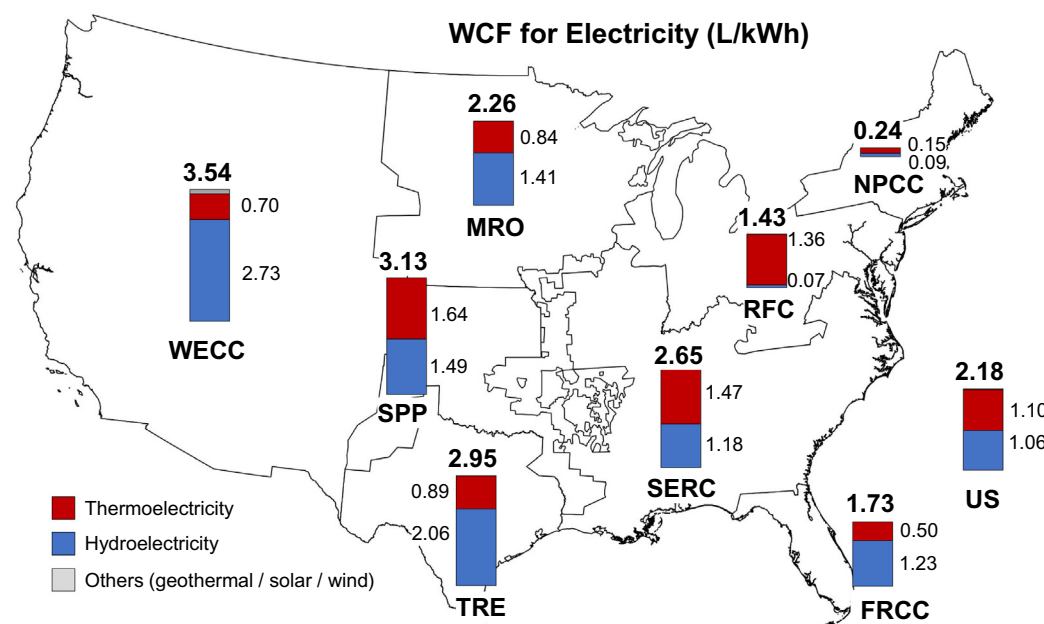 WCF for Electricity (L/kWh)
2.26
0.84
1.41
MRO
0.24
0.15
0.09
NPCC
3.54
0.70
2.73
WECC
1.43
1.36
0.07
RFC
3.13
1.64
1.49
SPP
2.65
1.47
1.18
SERC
2.18
1.10
1.06
US
2.95
0.89
2.06
TRE
1.73
0.50
1.23
FRCC
Thermoelectricity
Hydroelectricity
Others (geothermal / solar / wind)